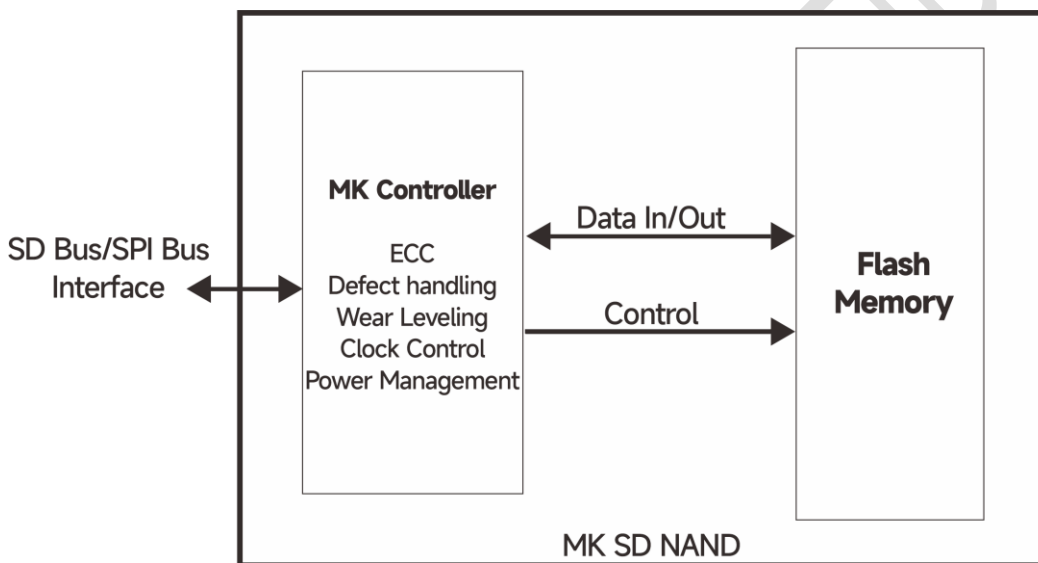 SD Bus/SPI Bus
Interface
MK Controller
ECC
Defect handling
Wear Leveling
Clock Control
Power Management
Data In/Out
Control
Flash
Memory
MK SD NAND